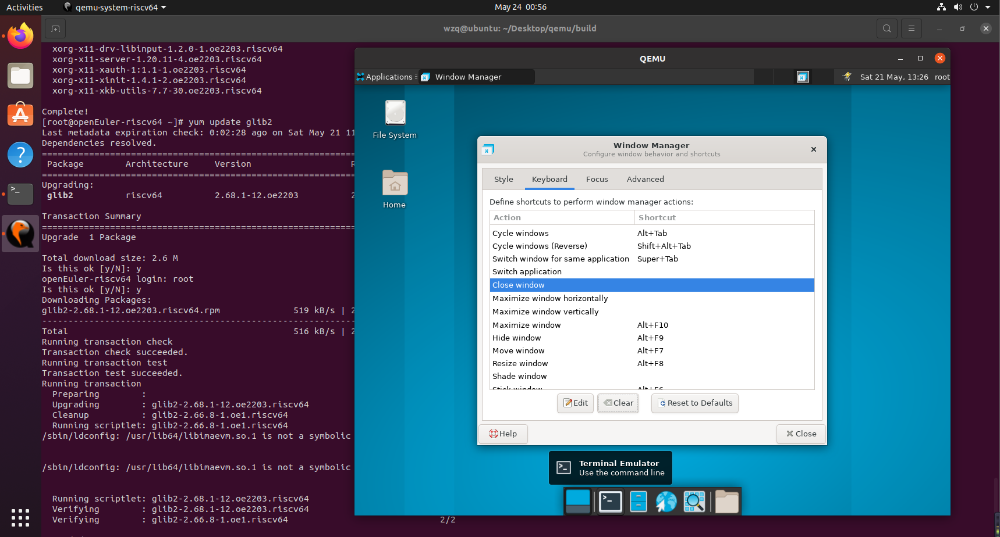 Activities
qemu-system-riscv64
May 24 00:56
wzq@ubuntu: ~/Desktop/qemu/build
xorg-x11-drv-libinput-1.2.0-1.oe2203.riscv64
xorg-x11-server-1.20.11-4.oe2203.riscv64
xorg-x11-xauth-1:1.1-1.oe2203.riscv64
xorg-x11-xinit-1.4.1-2.oe2203.riscv64
xorg-x11-xkb-utils-7.7-30.oe2203.riscv64
Complete!
[root@openEuler-riscv64 ~]# yum update glib2
Last metadata expiration check: 0:02:28 ago on Sat May 21 11
Dependencies resolved.
============================================================
Package Architecture Version R
============================================================
Upgrading:
glib2 riscv64 2.68.1-12.oe2203 2
Transaction Summary
============================================================
Upgrade 1 Package
Total download size: 2.6 M
Is this ok [y/N]: y
openEuler-riscv64 login: root
Is this ok [y/N]: y
Downloading Packages:
glib2-2.68.1-12.oe2203.riscv64.rpm 519 kB/s | 2
------------------------------------------------------------
Total 516 kB/s | 2
Running transaction check
Transaction check succeeded.
Running transaction test
Transaction test succeeded.
Running transaction
Preparing :
Upgrading : glib2-2.68.1-12.oe2203.riscv64
Cleanup : glib2-2.66.8-1.oe1.riscv64
Running scriptlet: glib2-2.66.8-1.oe1.riscv64
/sbin/ldconfig: /usr/lib64/libimaevm.so.1 is not a symbolic
/sbin/ldconfig: /usr/lib64/libimaevm.so.1 is not a symbolic
Running scriptlet: glib2-2.68.1-12.oe2203.riscv64
Verifying : glib2-2.68.1-12.oe2203.riscv64
Verifying : glib2-2.66.8-1.oe1.riscv64 2/2
QEMU
Applications
Window Manager
Sat 21 May, 13:26
root
File System
Home
Window Manager
Configure window behavior and shortcuts
Style Keyboard Focus Advanced
Define shortcuts to perform window manager actions:
Action Shortcut
Cycle windows Alt+Tab
Cycle windows (Reverse) Shift+Alt+Tab
Switch window for same application Super+Tab
Switch application
Close window
Maximize window horizontally
Maximize window vertically
Maximize window Alt+F10
Hide window Alt+F9
Move window Alt+F7
Resize window Alt+F8
Shade window
Stick window Alt+F6
Edit Clear Reset to Defaults
Help Close
Terminal Emulator
Use the command line